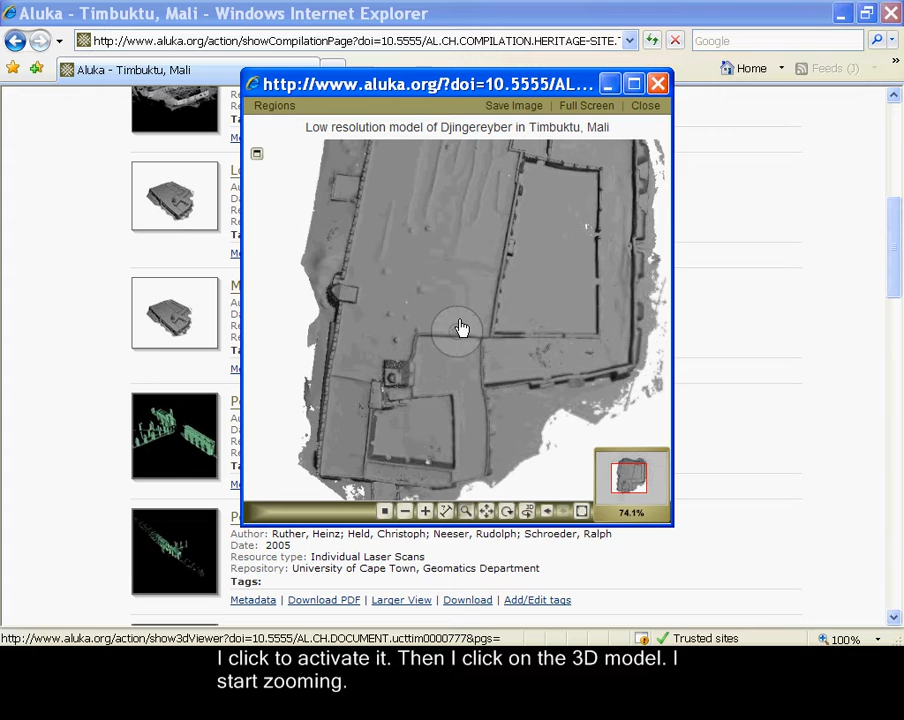 Aluka - Timbuktu, Mali - Windows Internet Explorer
http://www.aluka.org/action/showCompilationPage?doi=10.5555/AL.CH.COMPILATION.HERITAGE-SITE.
Google
Aluka - Timbuktu, Mali
Home
Feeds (J)
http://www.aluka.org/?doi=10.5555/AL...
Regions
Save Image
Full Screen
Close
Low resolution model of Djingereyber in Timbuktu, Mali
3D
74.1%
Author: Ruther, Heinz; Held, Christoph; Neeser, Rudolph; Schroeder, Ralph
Date: 2005
Resource type: Individual Laser Scans
Repository: University of Cape Town, Geomatics Department
Tags:
Metadata Download PDF Larger View Download Add/Edit tags
http://www.aluka.org/action/show3dViewer?doi=10.5555/AL.CH.DOCUMENT.ucttim0000777&pgs=
Trusted sites
100%
I click to activate it. Then I click on the 3D model. I
start zooming.